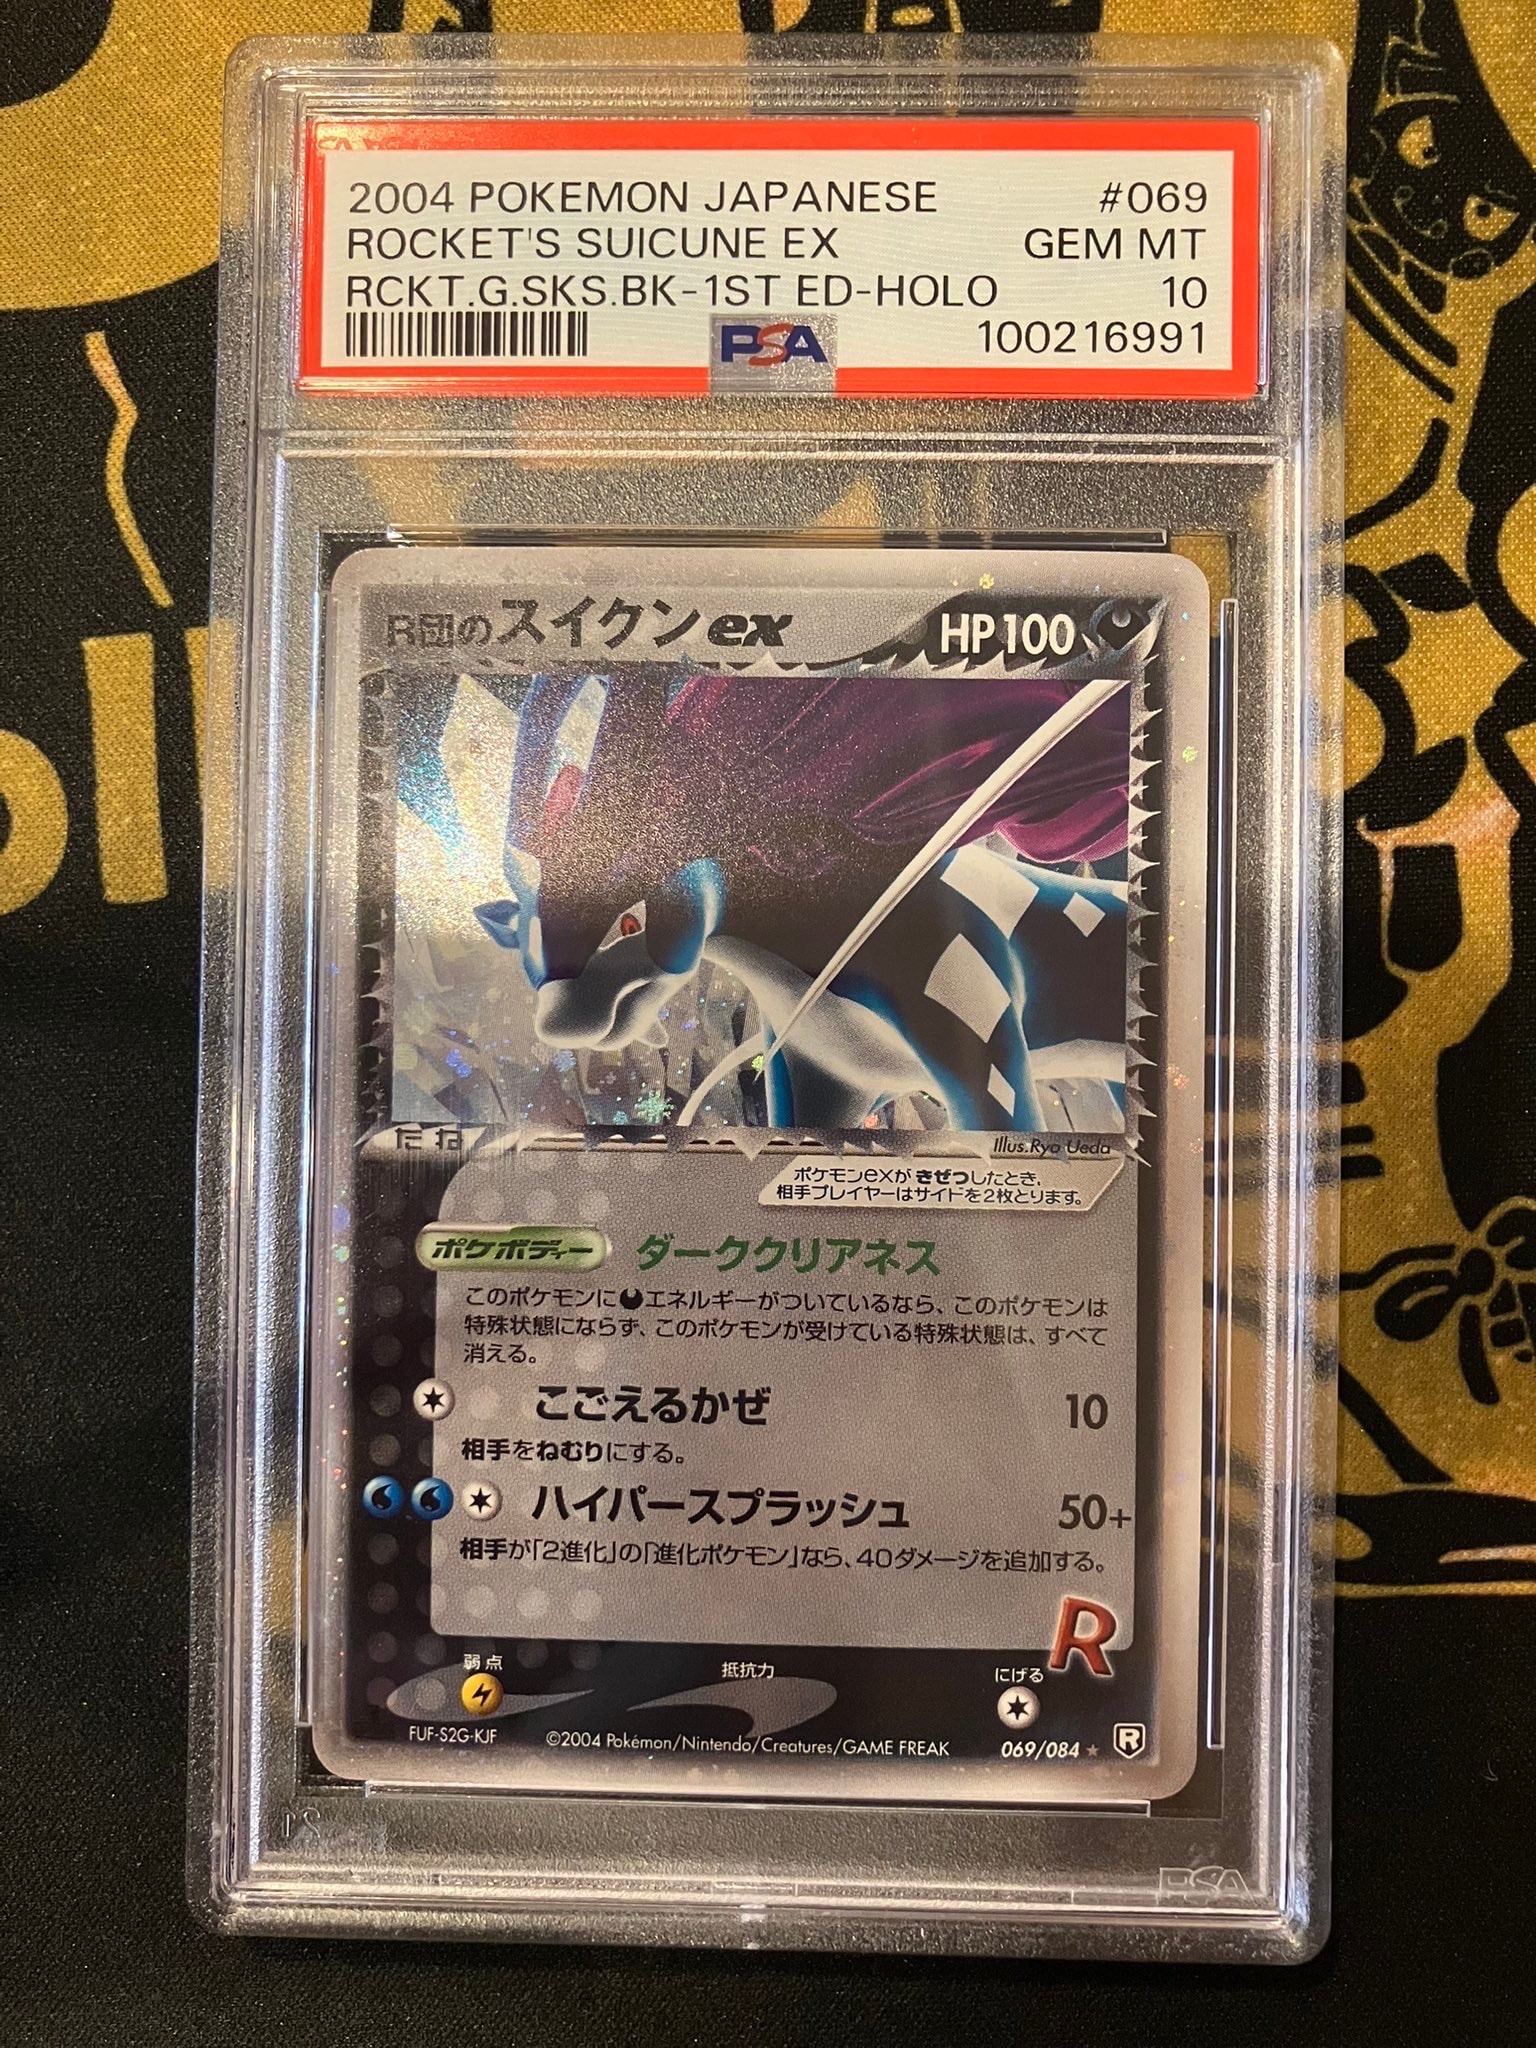 2004 POKEMON JAPANESE #069
ROCKET'S SUICUNE EX GEM MT
RCKT.G.SKS.BK-1ST ED-HOLO 10
PSA 100216991
R団のスイクンex HP100
たね
Illus.Ryo Ueda
ポケモンexがきぜつしたとき、
相手プレイヤーはサイドを2枚とります。
ポケボディー ダーククリアネス
このポケモンにエネルギーがついているなら、このポケモンは
特殊状態にならず、このポケモンが受けている特殊状態は、すべて
消える。
こごえるかぜ 10
相手をねむりにする。
ハイパースプラッシュ 50+
相手が「2進化」の「進化ポケモン」なら、40ダメージを追加する。
R
弱点 抵抗力 にげる
FUF-S2G-KJF ©2004 Pokémon/Nintendo/Creatures/GAME FREAK 069/084 ★ R
PSA